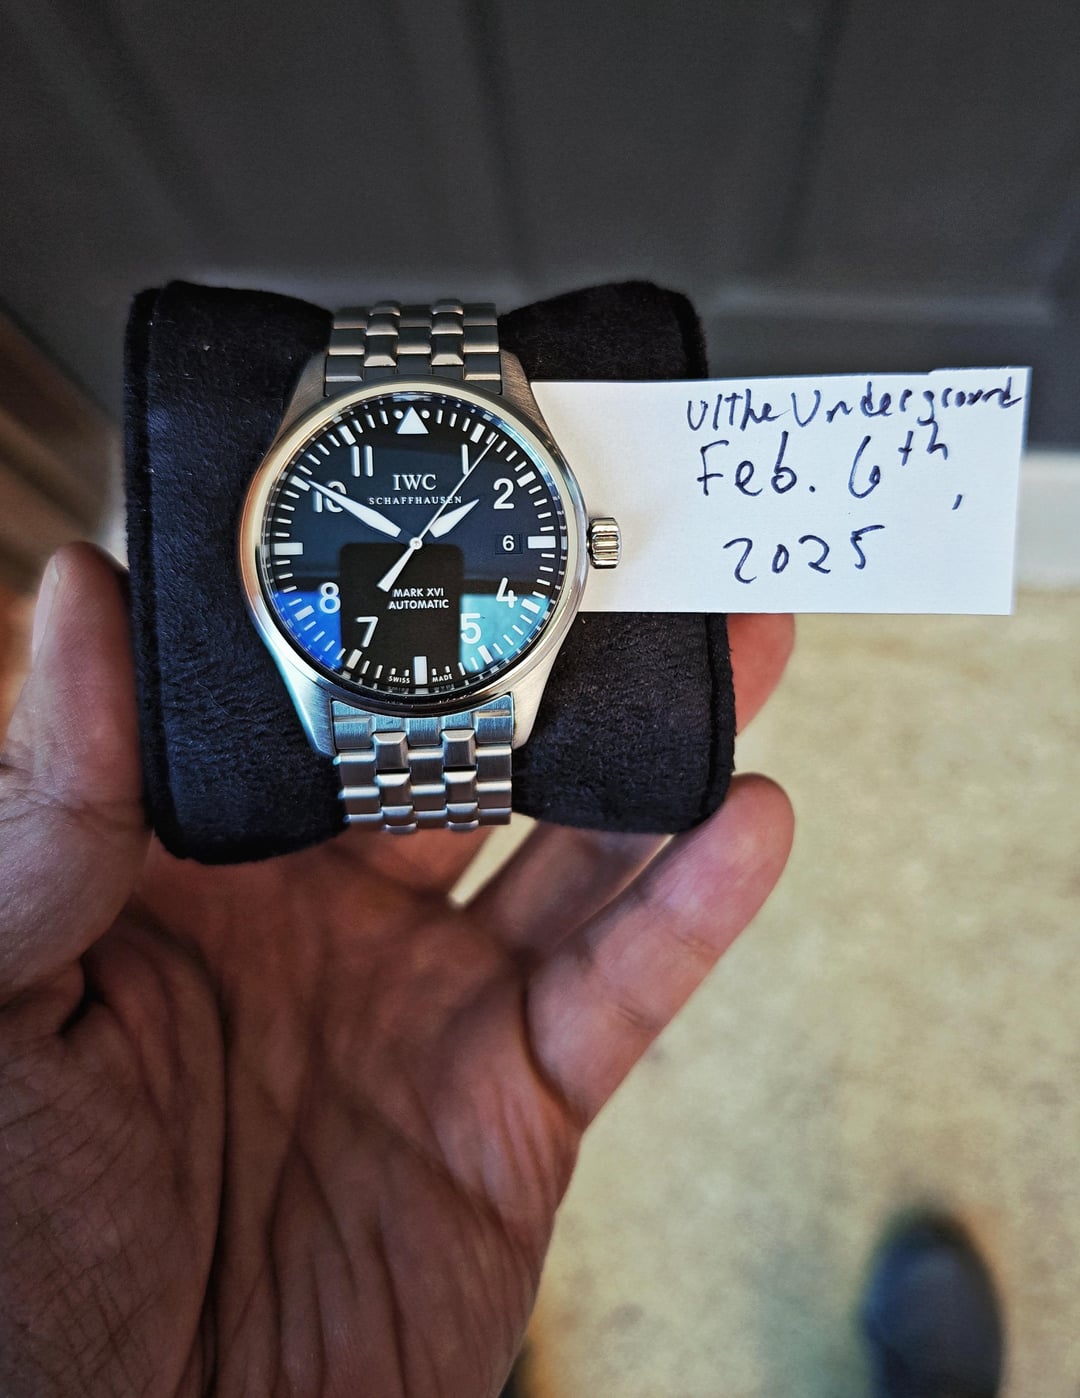 11
1
IWC
10
2
SCHAFFHAUSEN
6
8
MARK XVI
4
AUTOMATIC
7
5
SWISS MADE
U/TheUnderground
Feb. 6th,
2025